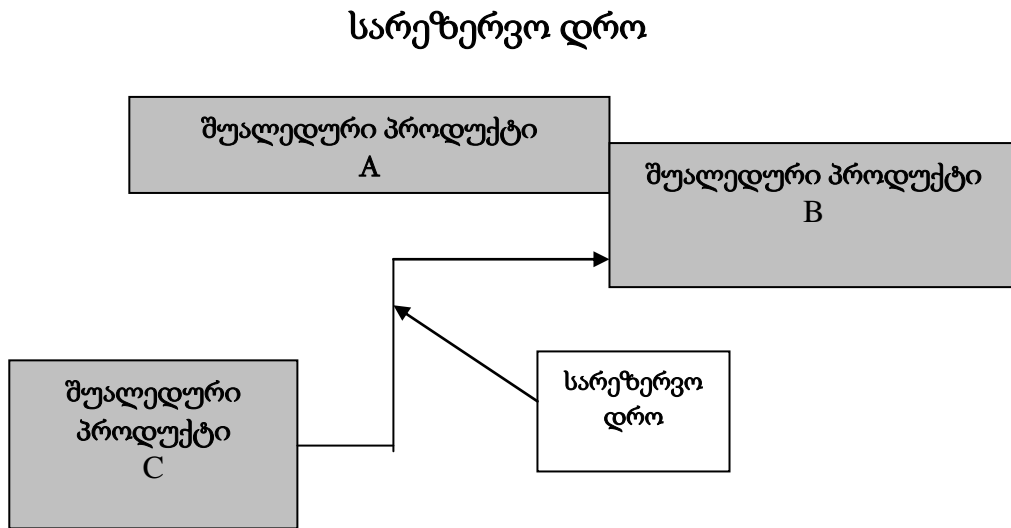 სარეზერვო დრო
შუალედური პროდუქტი
A
შუალედური პროდუქტი
B
შუალედური
პროდუქტი
C
სარეზერვო
დრო